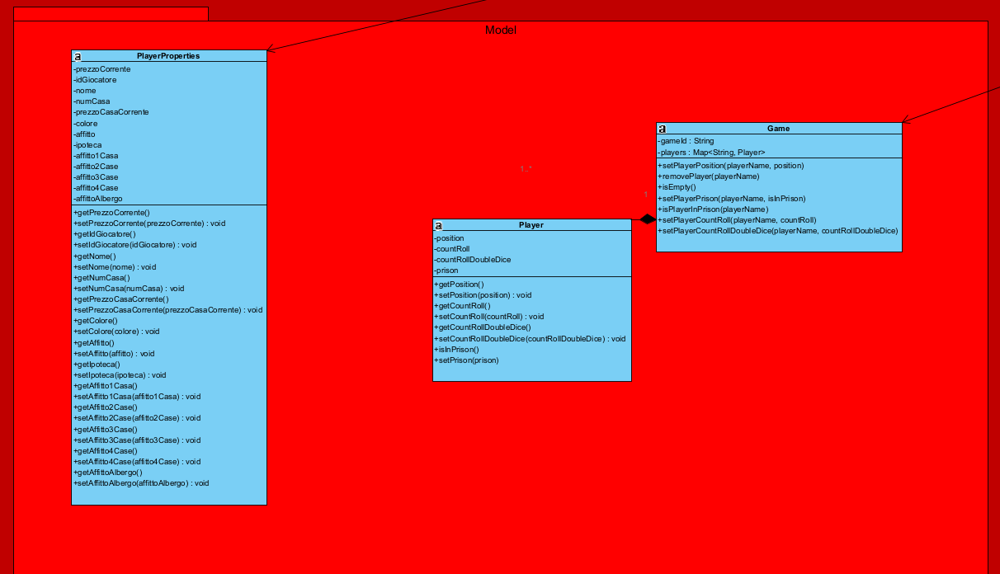 Model
a PlayerProperties
-prezzoCorrente
-idGiocatore
-nome
-numCasa
-prezzoCasaCorrente
-colore
-affitto
-ipoteca
-affitto1Casa
-affitto2Case
-affitto3Case
-affitto4Case
-affittoAlbergo
+getPrezzoCorrente()
+setPrezzoCorrente(prezzoCorrente) : void
+getIdGiocatore()
+setIdGiocatore(idGiocatore) : void
+getNome()
+setNome(nome) : void
+getNumCasa()
+setNumCasa(numCasa) : void
+getPrezzoCasaCorrente()
+setPrezzoCasaCorrente(prezzoCasaCorrente) : void
+getColore()
+setColore(colore) : void
+getAffitto()
+setAffitto(affitto) : void
+getIpoteca()
+setIpoteca(ipoteca) : void
+getAffitto1Casa()
+setAffitto1Casa(affitto1Casa) : void
+getAffitto2Case()
+setAffitto2Case(affitto2Case) : void
+getAffitto3Case()
+setAffitto3Case(affitto3Case) : void
+getAffitto4Case()
+setAffitto4Case(affitto4Case) : void
+getAffittoAlbergo()
+setAffittoAlbergo(affittoAlbergo) : void
1..*
1
a Player
-position
-countRoll
-countRollDoubleDice
-prison
+getPosition()
+setPosition(position) : void
+getCountRoll()
+setCountRoll(countRoll) : void
+getCountRollDoubleDice()
+setCountRollDoubleDice(countRollDoubleDice) : void
+isInPrison()
+setPrison(prison)
a Game
-gameId : String
-players : Map<String, Player>
+setPlayerPosition(playerName, position)
+removePlayer(playerName)
+isEmpty()
+setPlayerPrison(playerName, isInPrison)
+isPlayerInPrison(playerName)
+setPlayerCountRoll(playerName, countRoll)
+setPlayerCountRollDoubleDice(playerName, countRollDoubleDice)